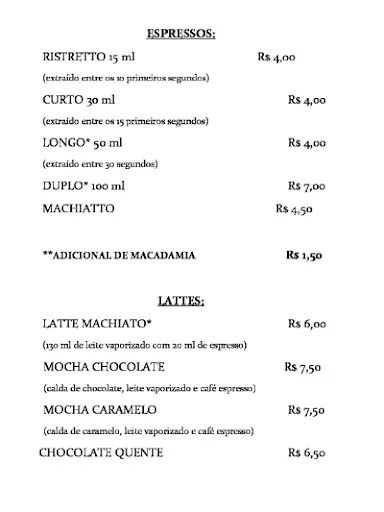 ESPRESSOS:
RISTRETTO 15 ml R$ 4,00
(extraído entre os 10 primeiros segundos)
CURTO 30 ml R$ 4,00
(extraído entre os 15 primeiros segundos)
LONGO* 50 ml R$ 4,00
(extraído entre 30 segundos)
DUPLO* 100 ml R$ 7,00
MACHIATTO R$ 4,50
**ADICIONAL DE MACADAMIA R$ 1,50
LATTES:
LATTE MACHIATO* R$ 6,00
(130 ml de leite vaporizado com 20 ml de espresso)
MOCHA CHOCOLATE R$ 7,50
(calda de chocolate, leite vaporizado e café espresso)
MOCHA CARAMELO R$ 7,50
(calda de caramelo, leite vaporizado e café espresso)
CHOCOLATE QUENTE R$ 6,50